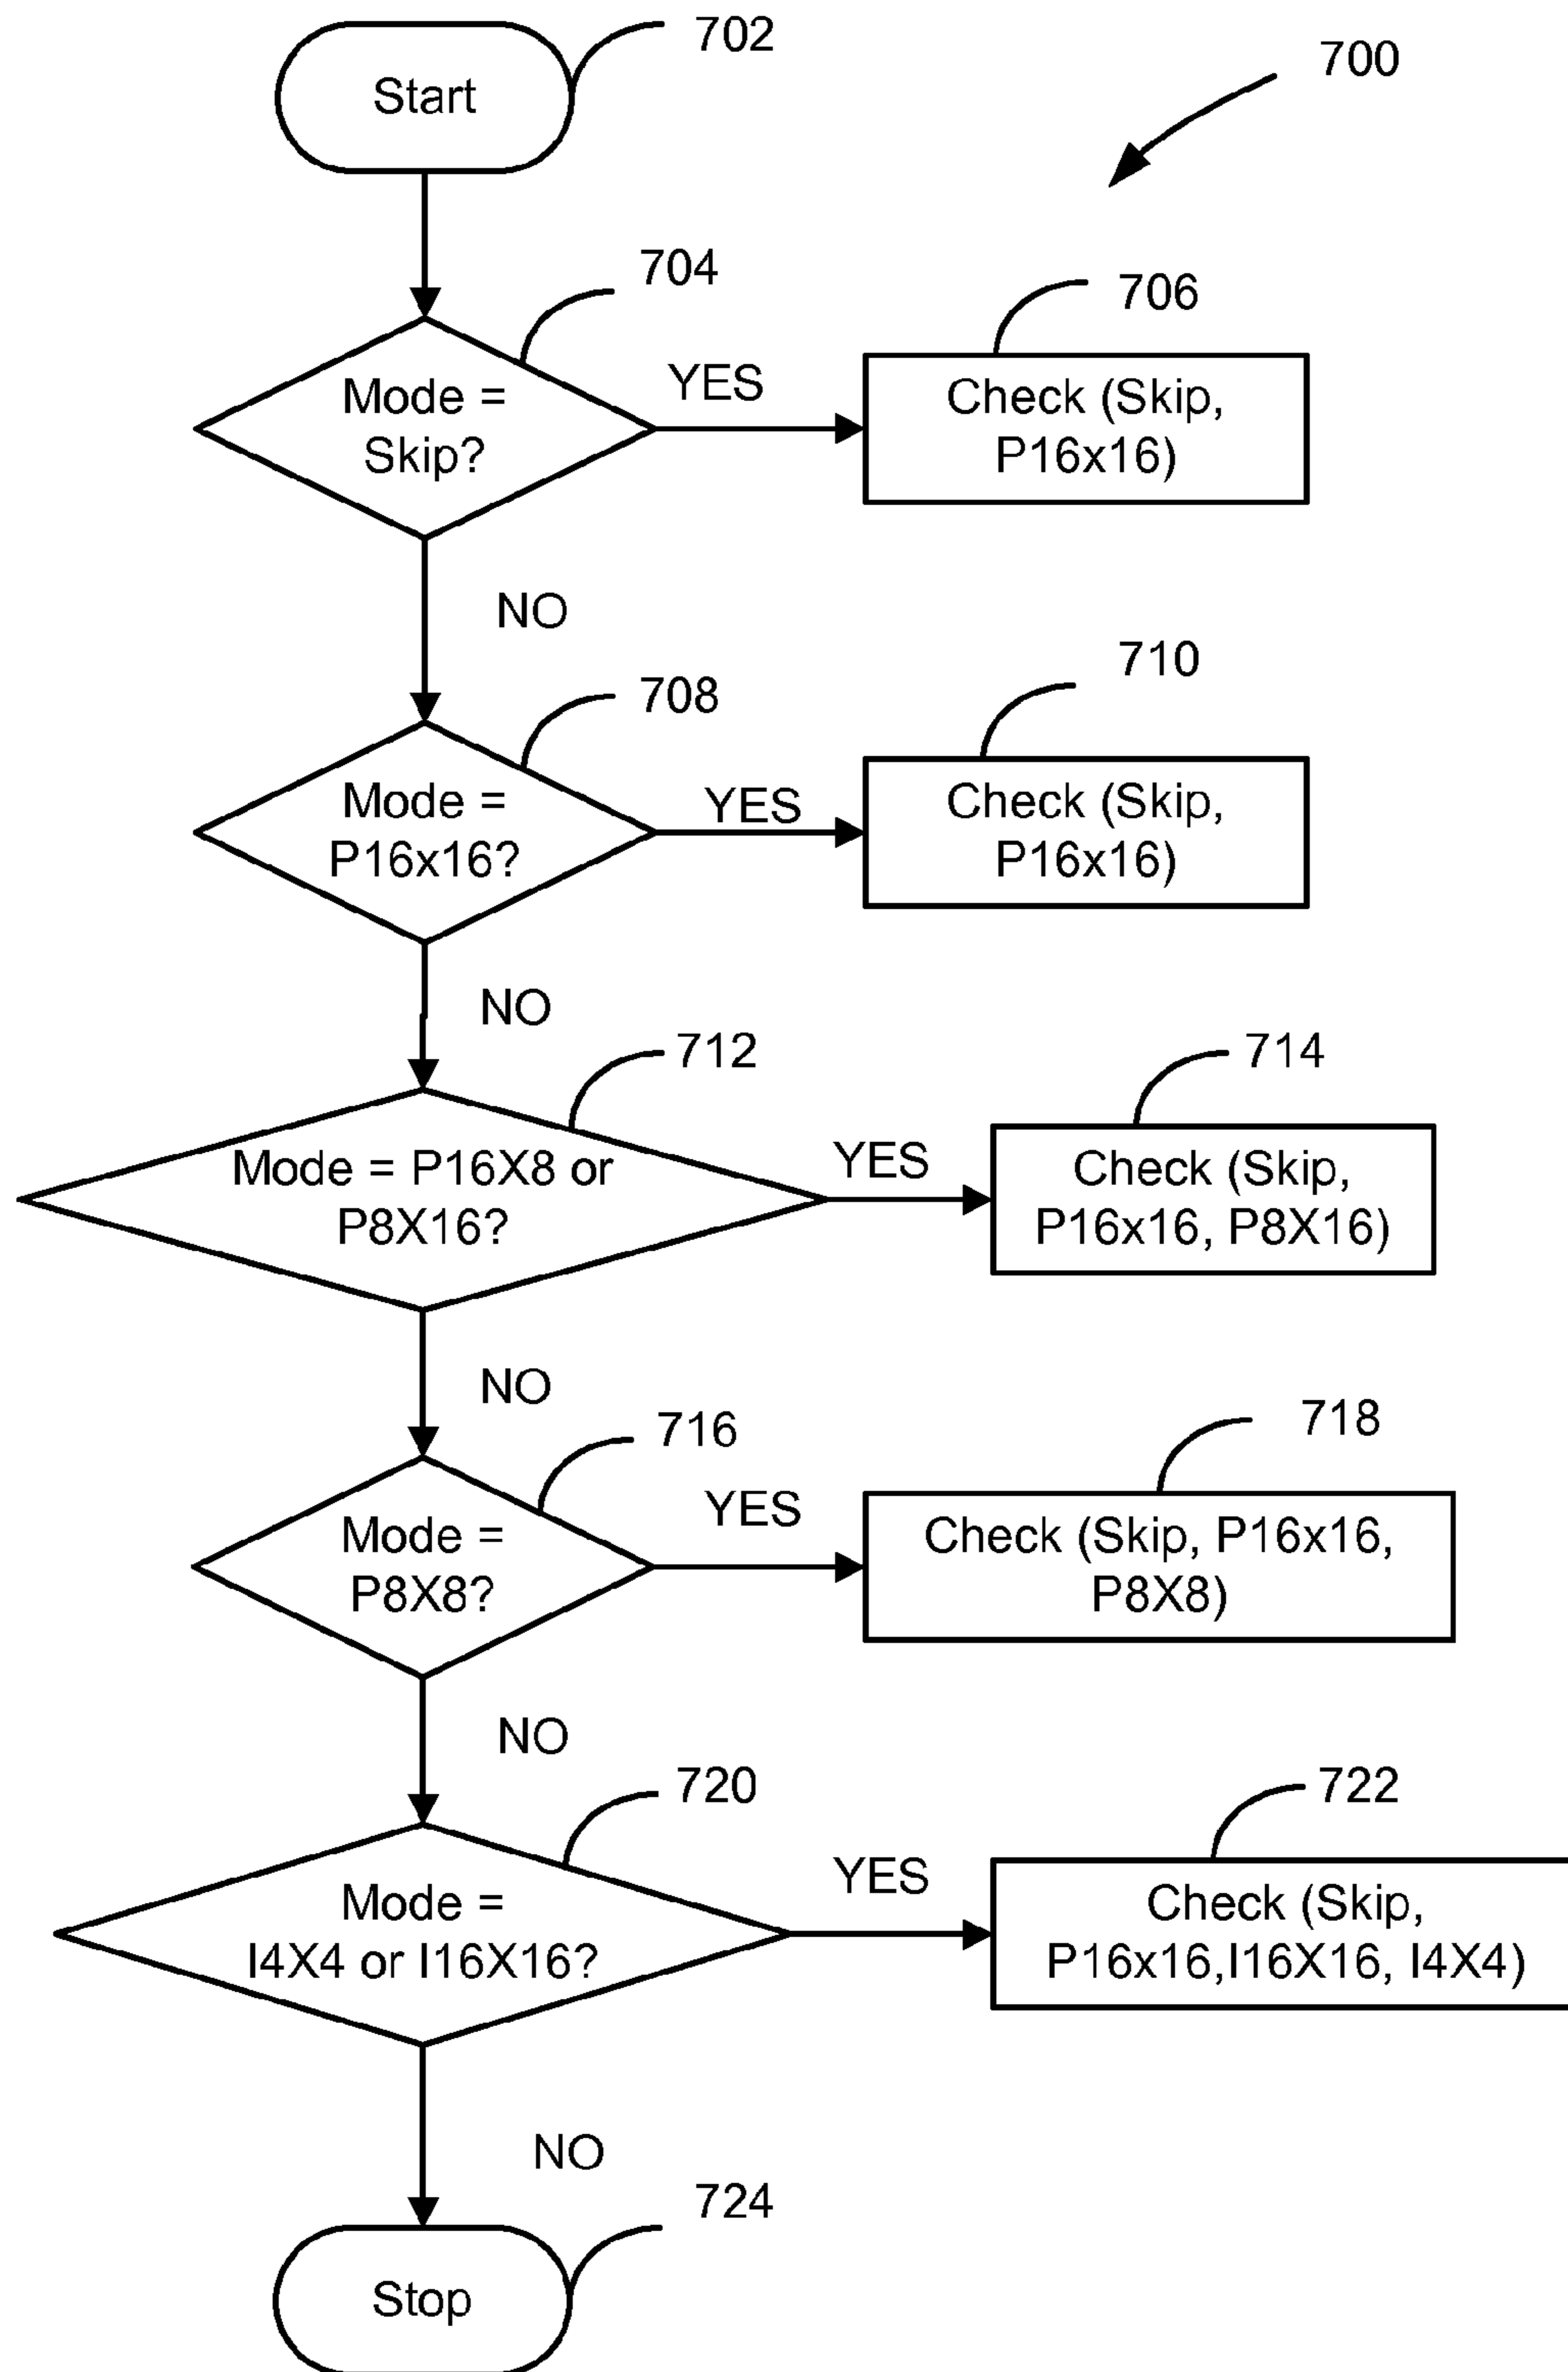 702
Start
700
704
706
Mode =
Skip?
YES
Check (Skip,
P16x16)
NO
708
710
Mode =
P16x16?
YES
Check (Skip,
P16x16)
NO
712
714
Mode = P16X8 or
P8X16?
YES
Check (Skip,
P16x16, P8X16)
NO
716
718
Mode =
P8X8?
YES
Check (Skip, P16x16,
P8X8)
NO
720
722
Mode =
I4X4 or I16X16?
YES
Check (Skip,
P16x16,I16X16, I4X4)
NO
724
Stop